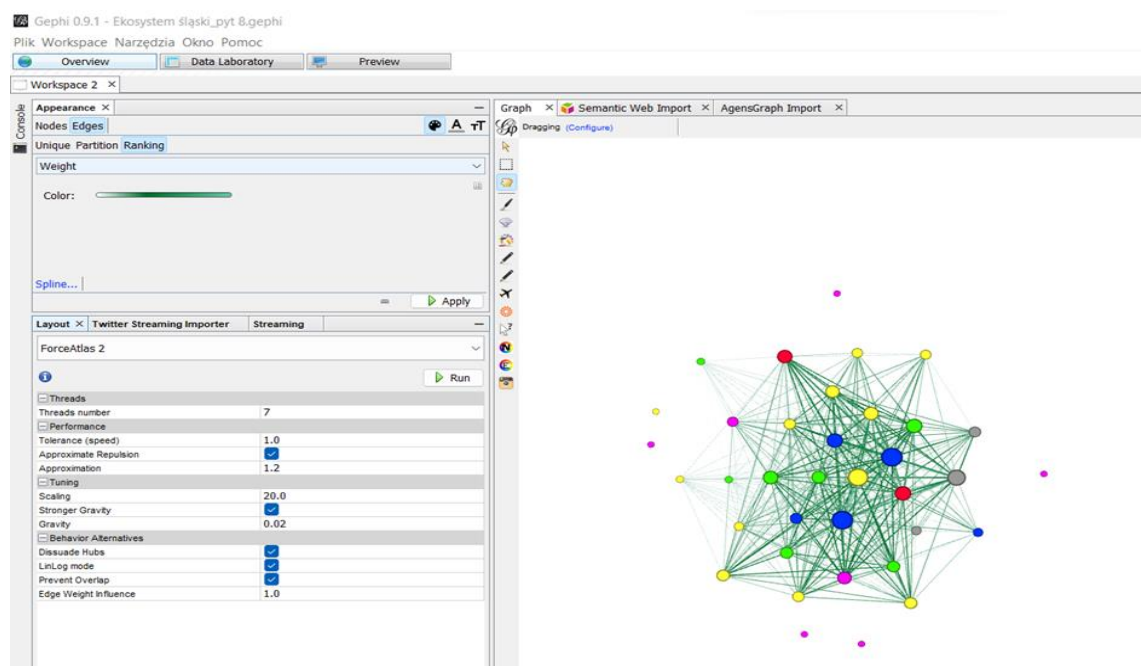 Gephi 0.9.1 - Ekosystem śląski_pyt 8.gephi
Plik Workspace Narzędzia Okno Pomoc
Overview Data Laboratory Preview
Workspace 2 ×
Console
Appearance ×
Nodes Edges
Unique Partition Ranking
Weight
Color:
Spline...
Apply
Layout × Twitter Streaming Importer Streaming
ForceAtlas 2
Run
Threads
Threads number 7
Performance
Tolerance (speed) 1.0
Approximate Repulsion
Approximation 1.2
Tuning
Scaling 20.0
Stronger Gravity
Gravity 0.02
Behavior Alternatives
Dissuade Hubs
LinLog mode
Prevent Overlap
Edge Weight Influence 1.0
Graph × Semantic Web Import × AgensGraph Import ×
Dragging (Configure)